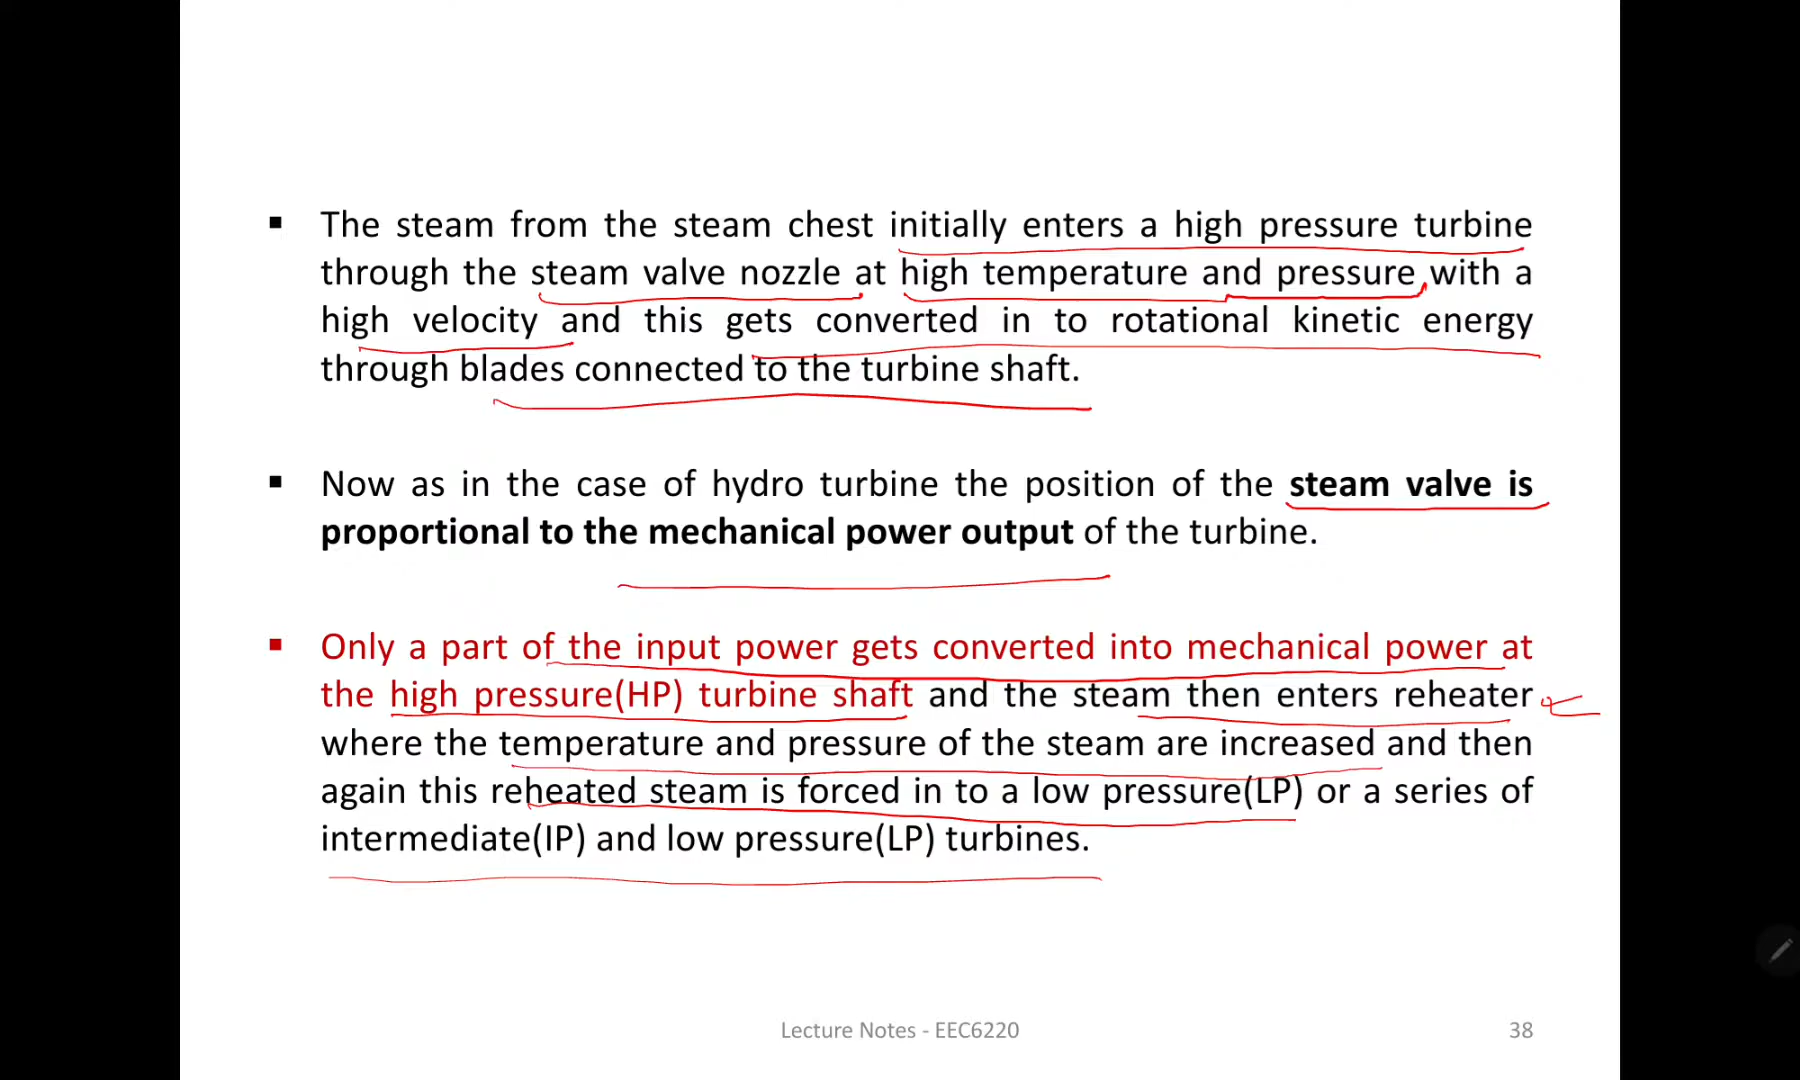 ▪ The steam from the steam chest initially enters a high pressure turbine
through the steam valve nozzle at high temperature and pressure with a
high velocity and this gets converted in to rotational kinetic energy
through blades connected to the turbine shaft.
▪ Now as in the case of hydro turbine the position of the steam valve is
proportional to the mechanical power output of the turbine.
▪ Only a part of the input power gets converted into mechanical power at
the high pressure(HP) turbine shaft and the steam then enters reheater
where the temperature and pressure of the steam are increased and then
again this reheated steam is forced in to a low pressure(LP) or a series of
intermediate(IP) and low pressure(LP) turbines.
Lecture Notes - EEC6220
38